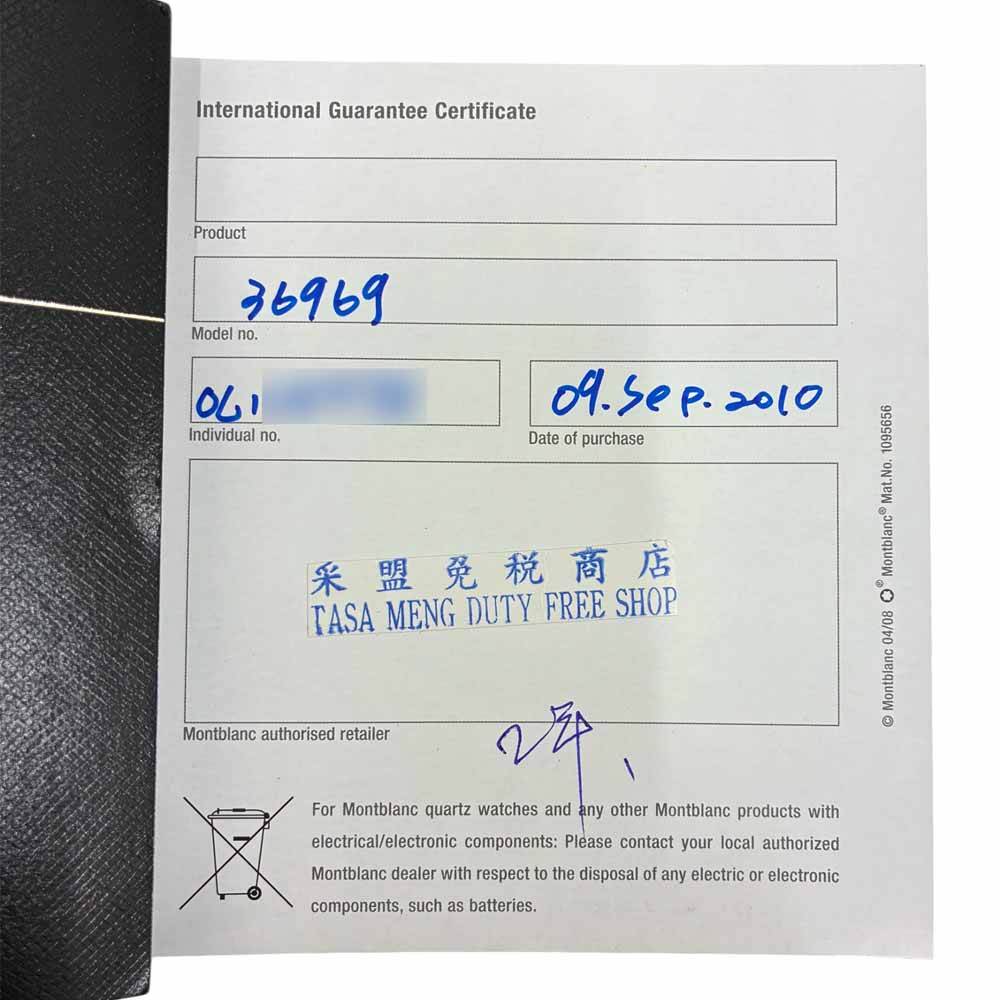 International Guarantee Certificate
Product
36969
Model no.
Individual no.
09. Sep. 2010
Date of purchase
采盟免税商店
TASA MENG DUTY FREE SHOP
Montblanc authorised retailer
2年
For Montblanc quartz watches and any other Montblanc products with
electrical/electronic components: Please contact your local authorized
Montblanc dealer with respect to the disposal of any electric or electronic
components, such as batteries.
© Montblanc 04/08 ® Montblanc® Mat.No. 1095656